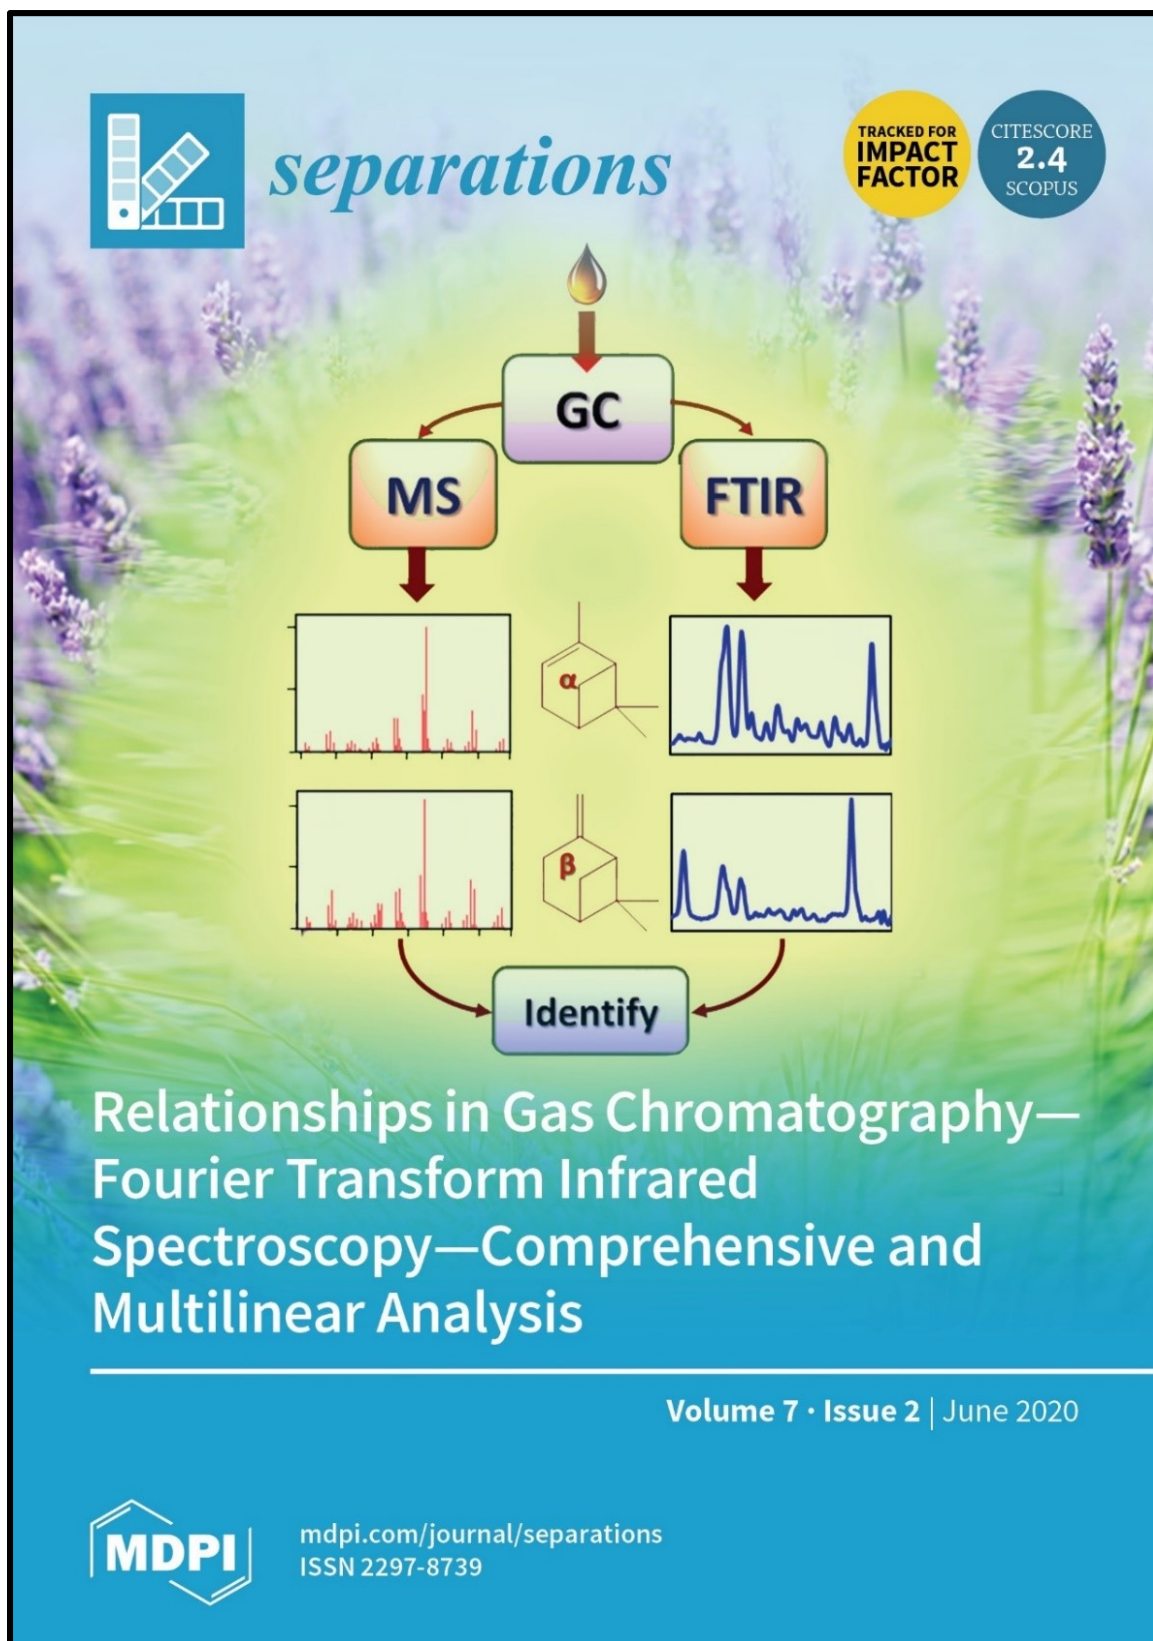 separations
TRACKED FOR
IMPACT
FACTOR
CITESCORE
2.4
SCOPUS
GC
MS
FTIR
α
β
Identify
Relationships in Gas Chromatography—
Fourier Transform Infrared
Spectroscopy—Comprehensive and
Multilinear Analysis
Volume 7 · Issue 2 | June 2020
MDPI
mdpi.com/journal/separations
ISSN 2297-8739